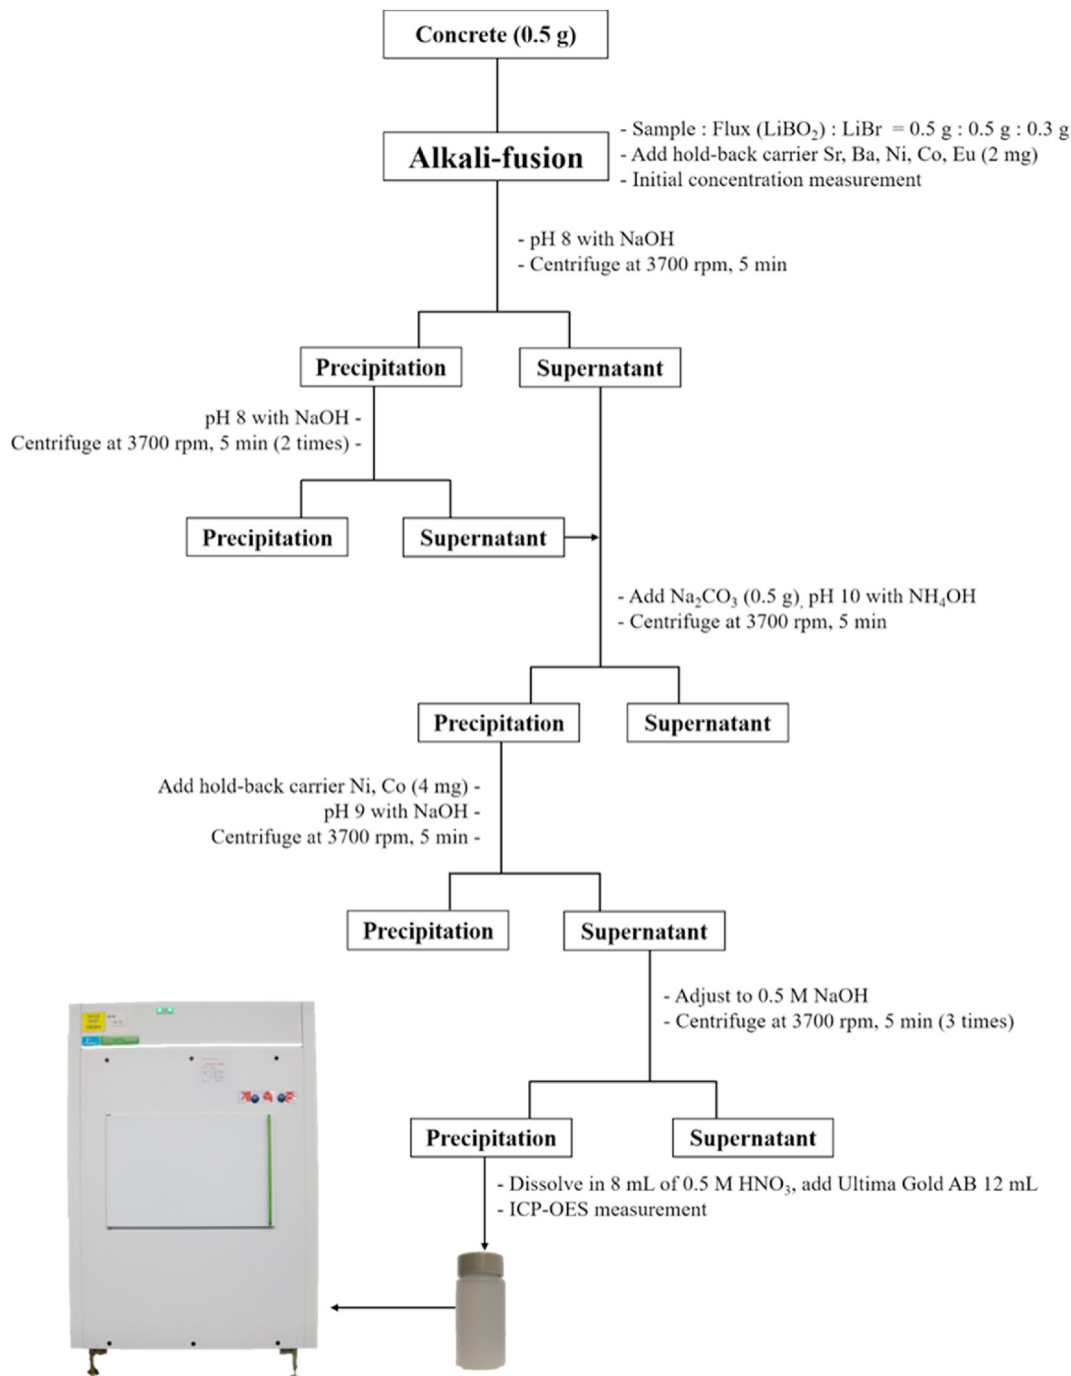 Concrete (0.5 g)
Alkali-fusion
- Sample : Flux (LiBO₂) : LiBr = 0.5 g : 0.5 g : 0.3 g
- Add hold-back carrier Sr, Ba, Ni, Co, Eu (2 mg)
- Initial concentration measurement
- pH 8 with NaOH
- Centrifuge at 3700 rpm, 5 min
Precipitation
Supernatant
pH 8 with NaOH -
Centrifuge at 3700 rpm, 5 min (2 times) -
Precipitation
Supernatant
- Add Na₂CO₃ (0.5 g), pH 10 with NH₄OH
- Centrifuge at 3700 rpm, 5 min
Precipitation
Supernatant
Add hold-back carrier Ni, Co (4 mg) -
pH 9 with NaOH -
Centrifuge at 3700 rpm, 5 min -
Precipitation
Supernatant
- Adjust to 0.5 M NaOH
- Centrifuge at 3700 rpm, 5 min (3 times)
Precipitation
Supernatant
- Dissolve in 8 mL of 0.5 M HNO₃, add Ultima Gold AB 12 mL
- ICP-OES measurement